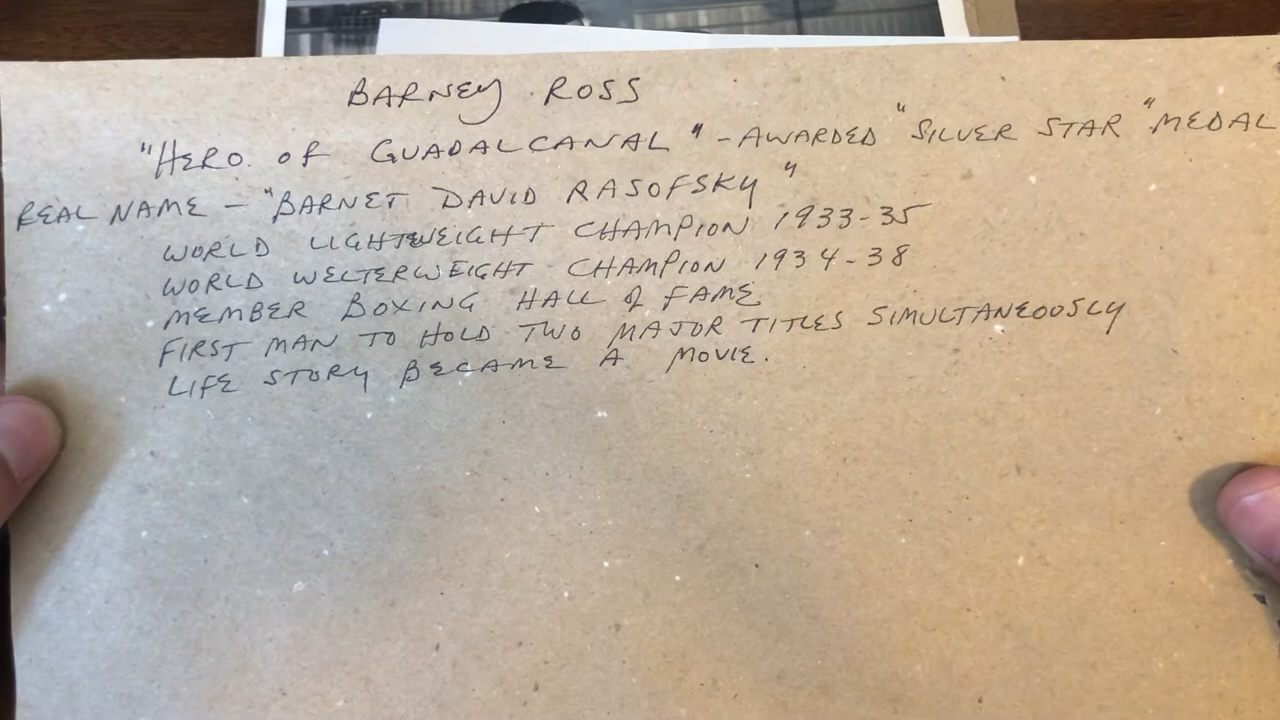 BARNEY ROSS
"HERO. OF GUADALCANAL" - AWARDED "SILVER STAR" MEDAL
REAL NAME - "BARNET DAVID RASOFSKY"
WORLD LIGHTWEIGHT CHAMPION 1933-35
WORLD WELTERWEIGHT CHAMPION 1934-38
MEMBER BOXING HALL of FAME
FIRST MAN TO HOLD TWO MAJOR TITLES SIMULTANEOUSLY
LIFE STORY BECAME A MOVIE.